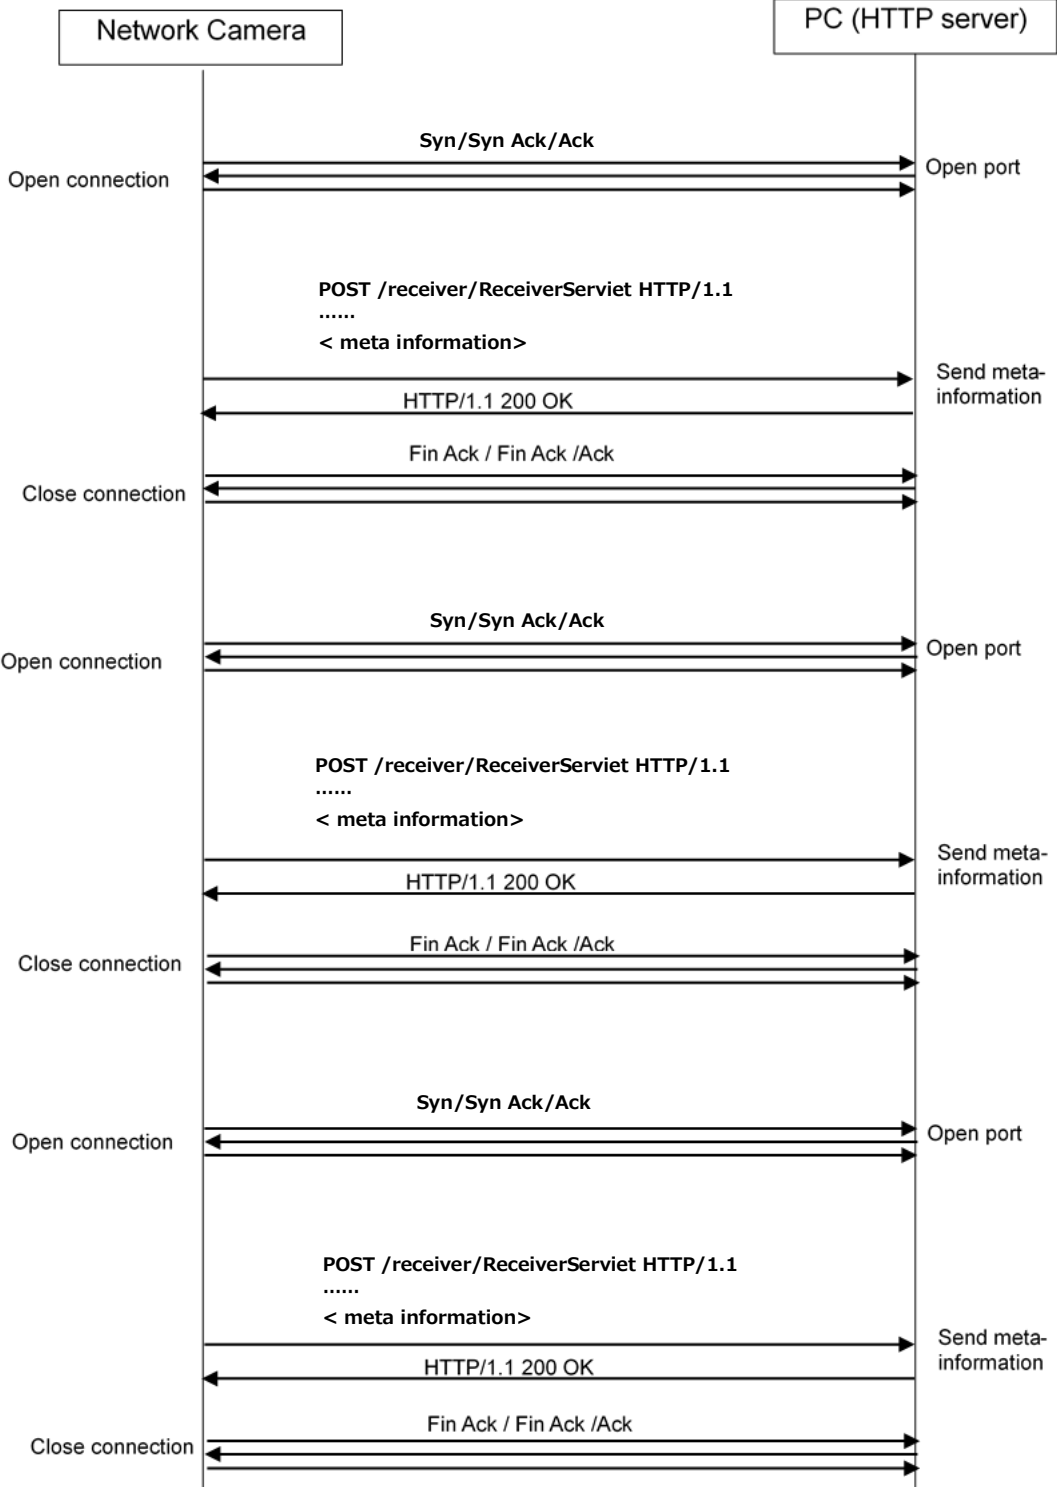 Network Camera
PC (HTTP server)
Syn/Syn Ack/Ack
Open connection
Open port
POST /receiver/ReceiverServiet HTTP/1.1
......
< meta information>
Send meta-
information
HTTP/1.1 200 OK
Fin Ack / Fin Ack /Ack
Close connection
Syn/Syn Ack/Ack
Open connection
Open port
POST /receiver/ReceiverServiet HTTP/1.1
......
< meta information>
Send meta-
information
HTTP/1.1 200 OK
Fin Ack / Fin Ack /Ack
Close connection
Syn/Syn Ack/Ack
Open connection
Open port
POST /receiver/ReceiverServiet HTTP/1.1
......
< meta information>
Send meta-
information
HTTP/1.1 200 OK
Fin Ack / Fin Ack /Ack
Close connection